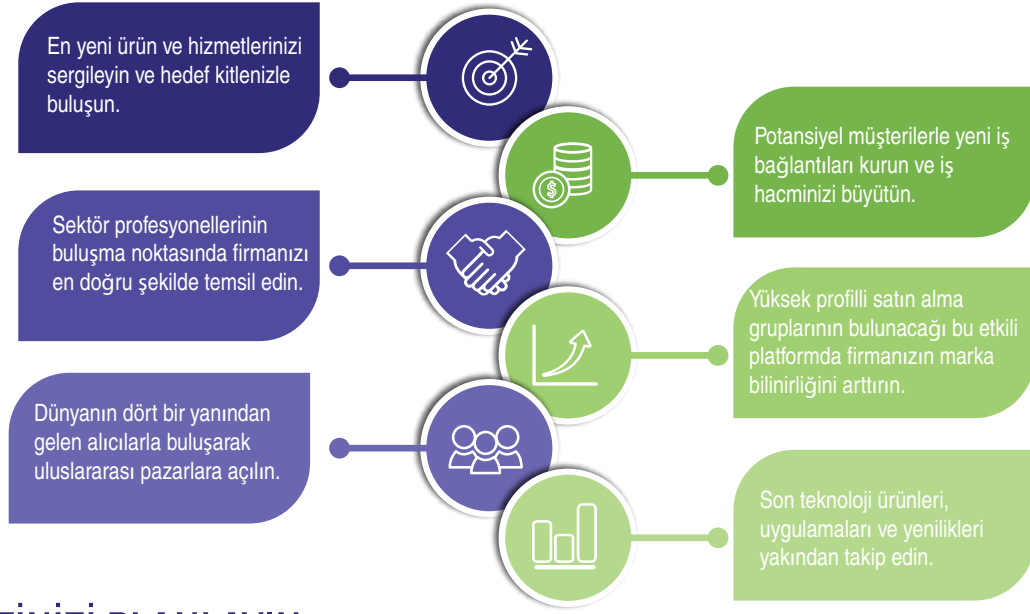 En yeni ürün ve hizmetlerinizi
sergileyin ve hedef kitlenizle
buluşun.
Potansiyel müşterilerle yeni iş
bağlantıları kurun ve iş
hacminizi büyütün.
Sektör profesyonellerinin
buluşma noktasında firmanızı
en doğru şekilde temsil edin.
Yüksek profilli satın alma
gruplarının bulunacağı bu etkili
platformda firmanızın marka
bilinirliğini arttırın.
Dünyanın dört bir yanından
gelen alıcılarla buluşarak
uluslararası pazarlara açılın.
Son teknoloji ürünleri,
uygulamaları ve yenilikleri
yakından takip edin.